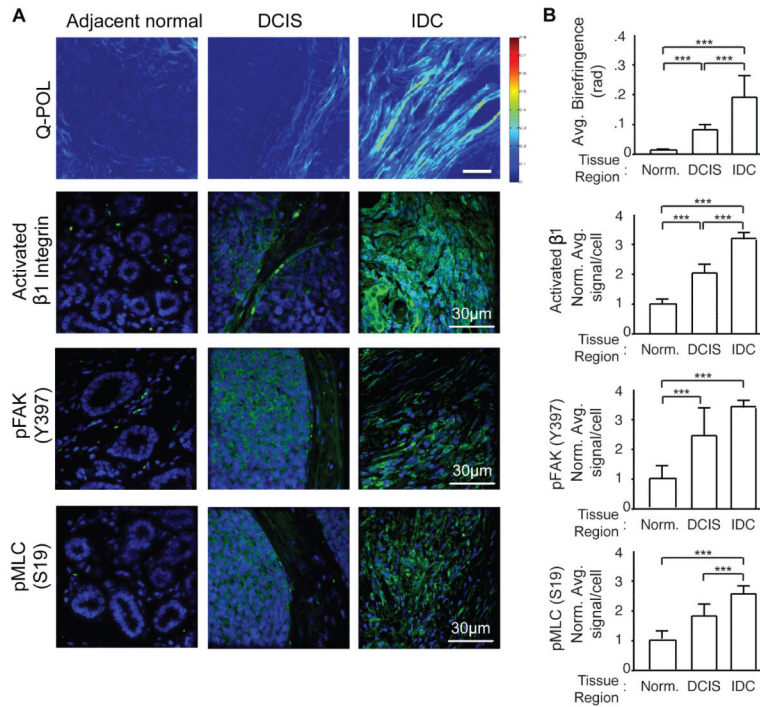 A
Adjacent normal
DCIS
IDC
Q-POL
Activated
β1 Integrin
30µm
pFAK
(Y397)
30µm
pMLC
(S19)
30µm
B
***
***
***
Avg. Birefringence
(rad)
.4
.3
.2
.1
0
Tissue
Region :
Norm.
DCIS
IDC
***
***
***
Activated β1
Norm. Avg.
signal/cell
4
3
2
1
0
Tissue
Region :
Norm.
DCIS
IDC
***
***
pFAK (Y397)
Norm. Avg.
signal/cell
4
3
2
1
0
Tissue
Region :
Norm.
DCIS
IDC
***
***
pMLC (S19)
Norm. Avg.
signal/cell
4
3
2
1
0
Tissue
Region :
Norm.
DCIS
IDC